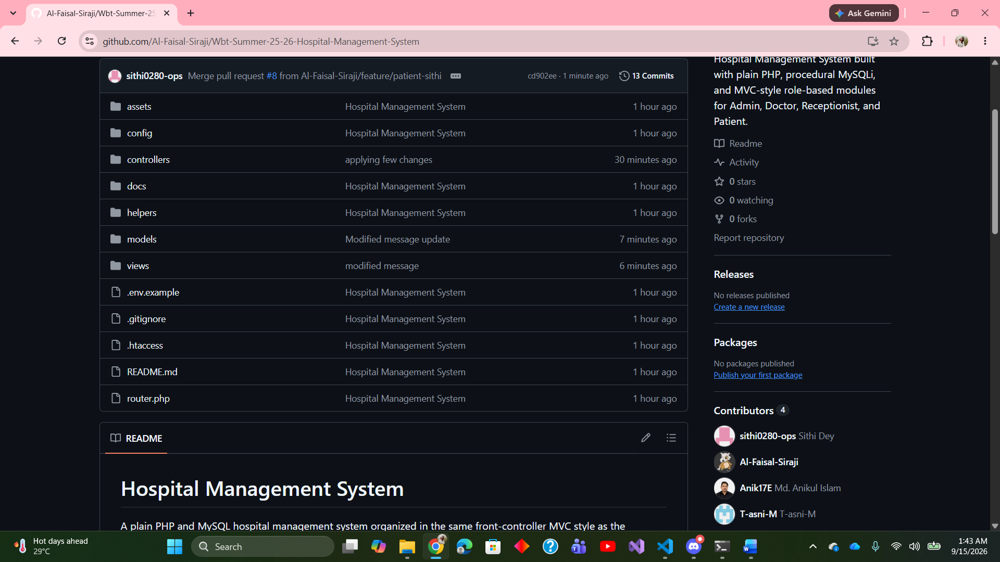 Al-Faisal-Siraji/Wbt-Summer-25
Ask Gemini
github.com/Al-Faisal-Siraji/Wbt-Summer-25-26-Hospital-Management-System
sithi0280-ops Merge pull request #8 from Al-Faisal-Siraji/feature/patient-sithi cd902ee · 1 minute ago 13 Commits
assets Hospital Management System 1 hour ago
config Hospital Management System 1 hour ago
controllers applying few changes 30 minutes ago
docs Hospital Management System 1 hour ago
helpers Hospital Management System 1 hour ago
models Modified message update 7 minutes ago
views modified message 6 minutes ago
.env.example Hospital Management System 1 hour ago
.gitignore Hospital Management System 1 hour ago
.htaccess Hospital Management System 1 hour ago
README.md Hospital Management System 1 hour ago
router.php Hospital Management System 1 hour ago
README
Hospital Management System
A plain PHP and MySQL hospital management system organized in the same front-controller MVC style as the
Hospital Management System built
with plain PHP, procedural MySQLi,
and MVC-style role-based modules
for Admin, Doctor, Receptionist, and
Patient.
Readme
Activity
0 stars
0 watching
0 forks
Report repository
Releases
No releases published
Create a new release
Packages
No packages published
Publish your first package
Contributors 4
sithi0280-ops Sithi Dey
Al-Faisal-Siraji
Anik17E Md. Anikul Islam
T-asni-M T-asni-M
Hot days ahead
29°C
Search
1:43 AM
9/15/2026